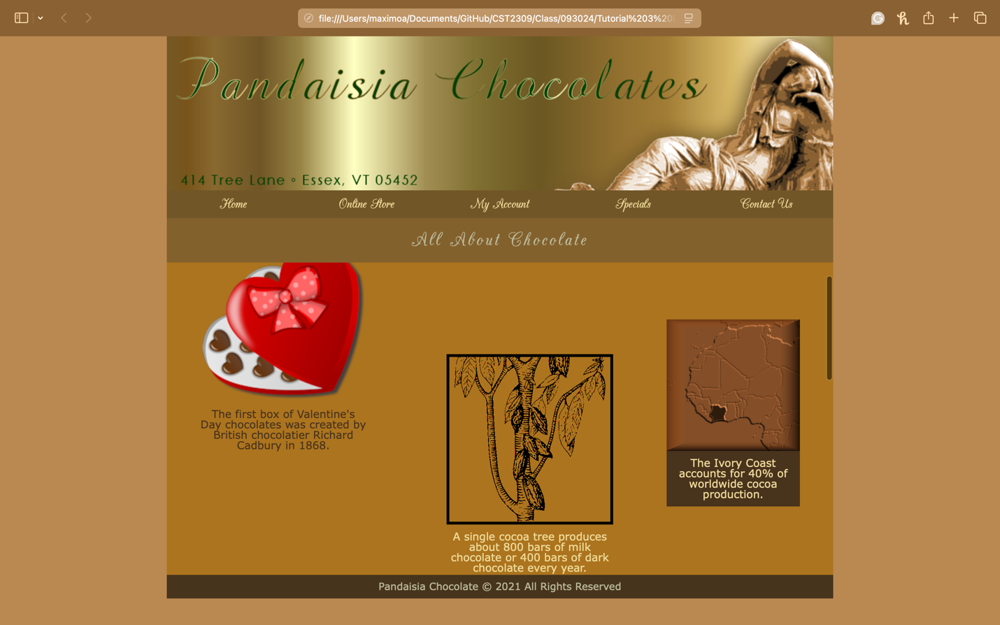 file:///Users/maximoa/Documents/GitHub/CST2309/Class/093024/Tutorial%203%20
Pandaisia Chocolates
414 Tree Lane ◦ Essex, VT 05452
Home Online Store My Account Specials Contact Us
All About Chocolate
The first box of Valentine's
Day chocolates was created by
British chocolatier Richard
Cadbury in 1868.
A single cocoa tree produces
about 800 bars of milk
chocolate or 400 bars of dark
chocolate every year.
The Ivory Coast
accounts for 40% of
worldwide cocoa
production.
Pandaisia Chocolate © 2021 All Rights Reserved